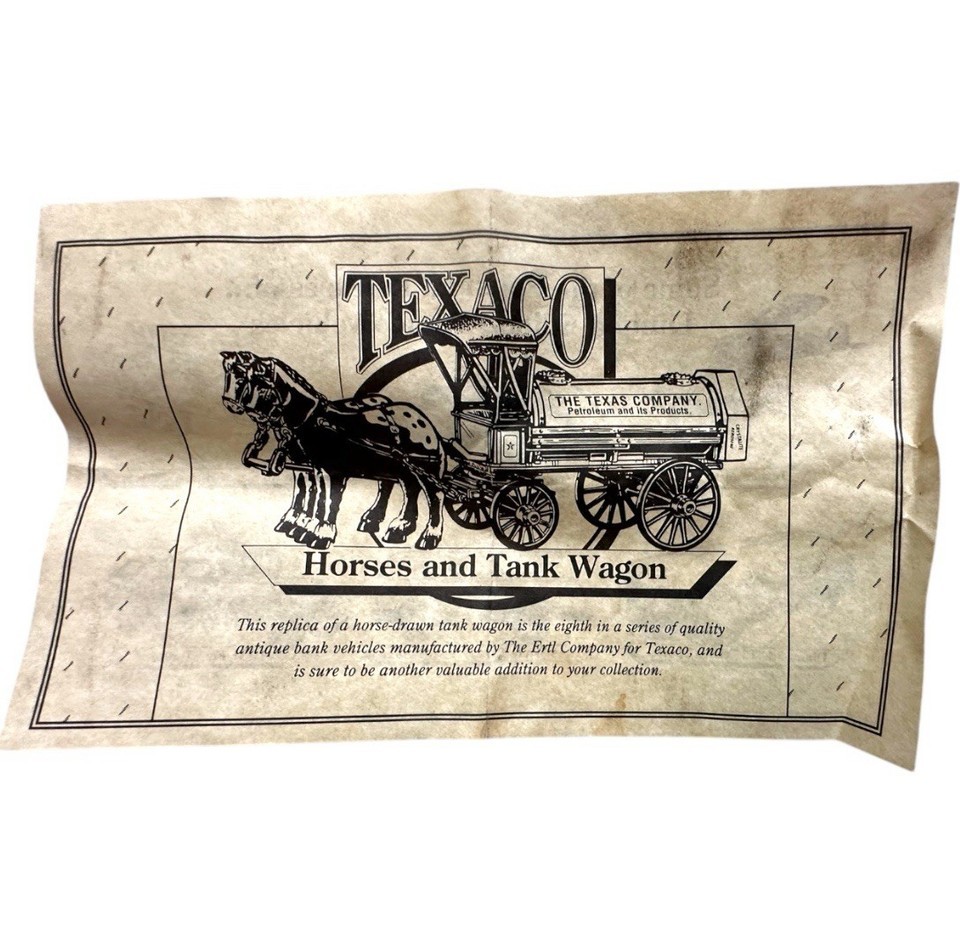 TEXACO
THE TEXAS COMPANY.
Petroleum and its Products.
Horses and Tank Wagon
This replica of a horse-drawn tank wagon is the eighth in a series of quality
antique bank vehicles manufactured by The Ertl Company for Texaco, and
is sure to be another valuable addition to your collection.